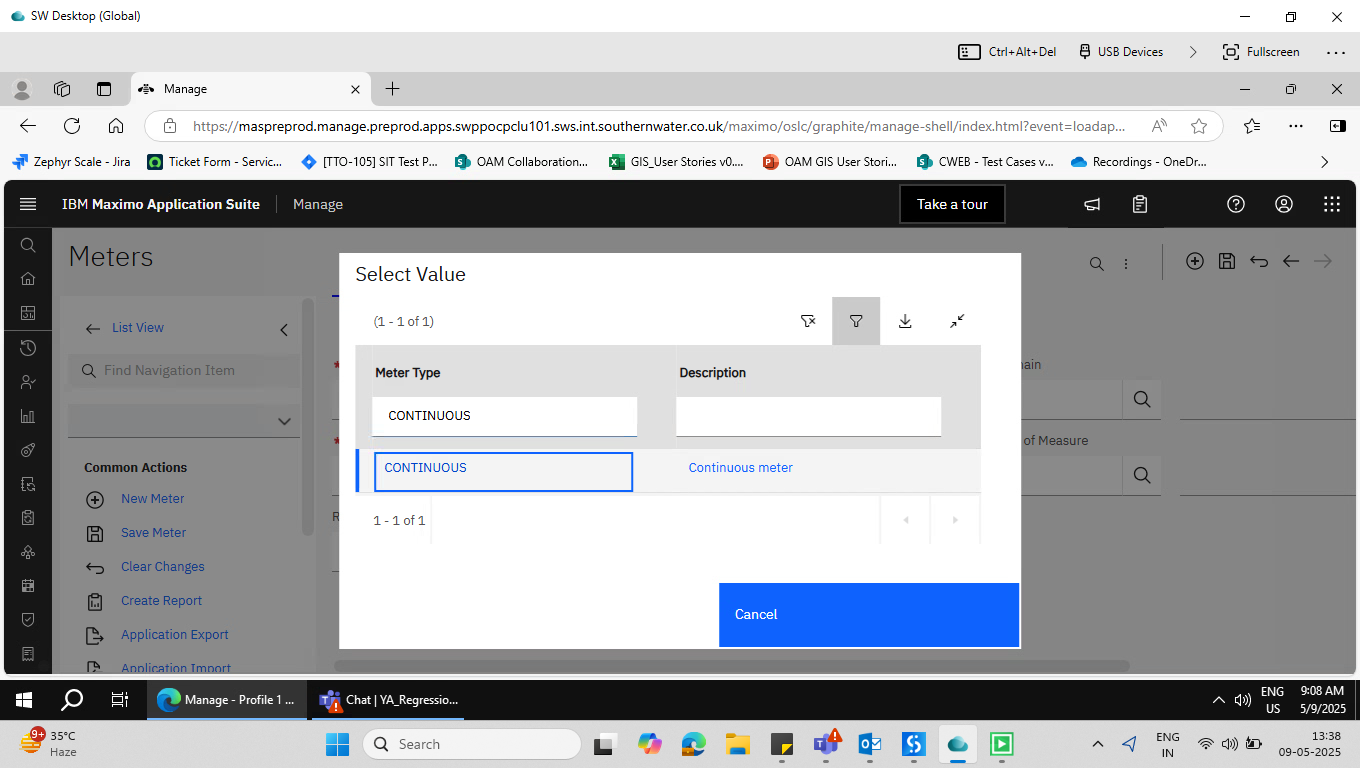 SW Desktop (Global)
Ctrl+Alt+Del
USB Devices
Fullscreen
Manage
https://maspreprod.manage.preprod.apps.swppocpclu101.sws.int.southernwater.co.uk/maximo/oslc/graphite/manage-shell/index.html?event=loadap...
Zephyr Scale - Jira
Ticket Form - Servic...
[TTO-105] SIT Test P...
OAM Collaboration...
GIS_User Stories v0....
OAM GIS User Stori...
CWEB - Test Cases v...
Recordings - OneDr...
IBM Maximo Application Suite
Manage
Take a tour
Meters
List View
Find Navigation Item
Common Actions
New Meter
Save Meter
Clear Changes
Create Report
Application Export
Application Import
*
*
R
ain
of Measure
Select Value
(1 - 1 of 1)
Meter Type
Description
CONTINUOUS
CONTINUOUS
Continuous meter
1 - 1 of 1
Cancel
Manage - Profile 1 ...
Chat | YA_Regressio...
ENG
US
9:08 AM
5/9/2025
9+
35°C
Haze
Search
ENG
IN
13:38
09-05-2025